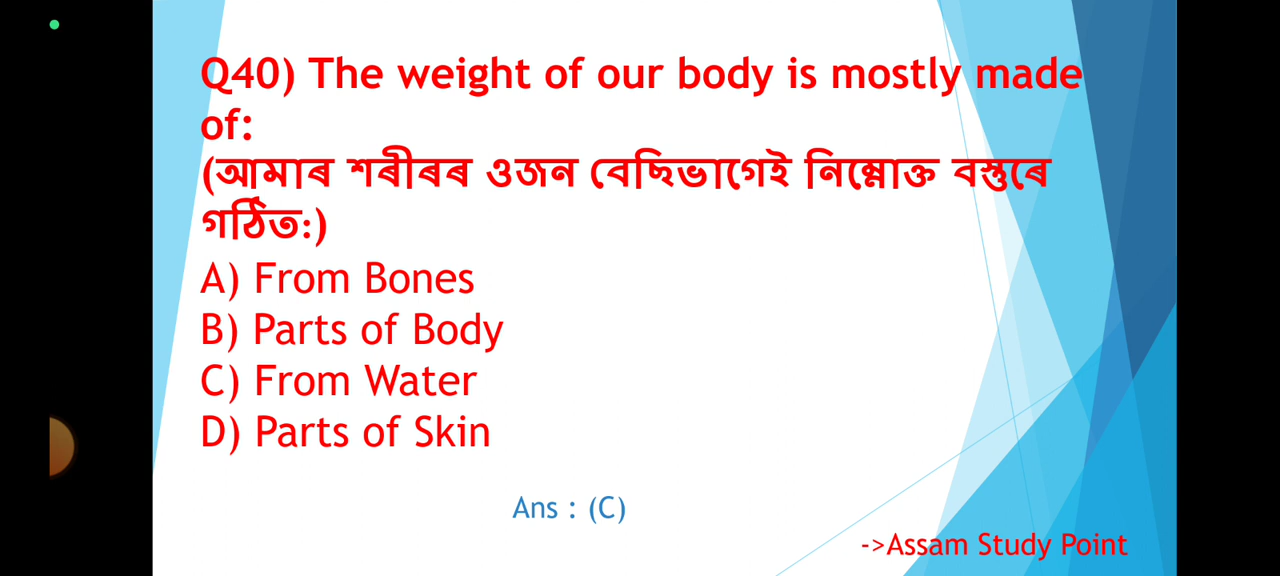 Q40) The weight of our body is mostly made
of:
(আমাৰ শৰীৰৰ ওজন বেছিভাগেই নিম্নোক্ত বস্তুৰে
গঠিত:)
A) From Bones
B) Parts of Body
C) From Water
D) Parts of Skin
Ans : (C)
->Assam Study Point